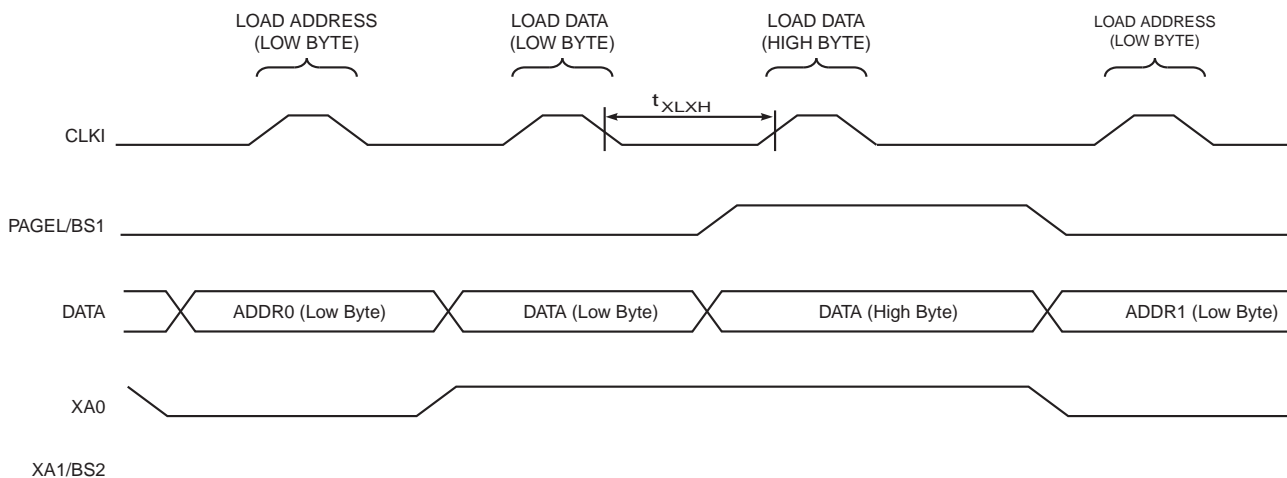 LOAD ADDRESS
(LOW BYTE)
LOAD DATA
(LOW BYTE)
LOAD DATA
(HIGH BYTE)
LOAD ADDRESS
(LOW BYTE)
tXLXH
CLKI
PAGEL/BS1
DATA
ADDR0 (Low Byte)
DATA (Low Byte)
DATA (High Byte)
ADDR1 (Low Byte)
XA0
XA1/BS2